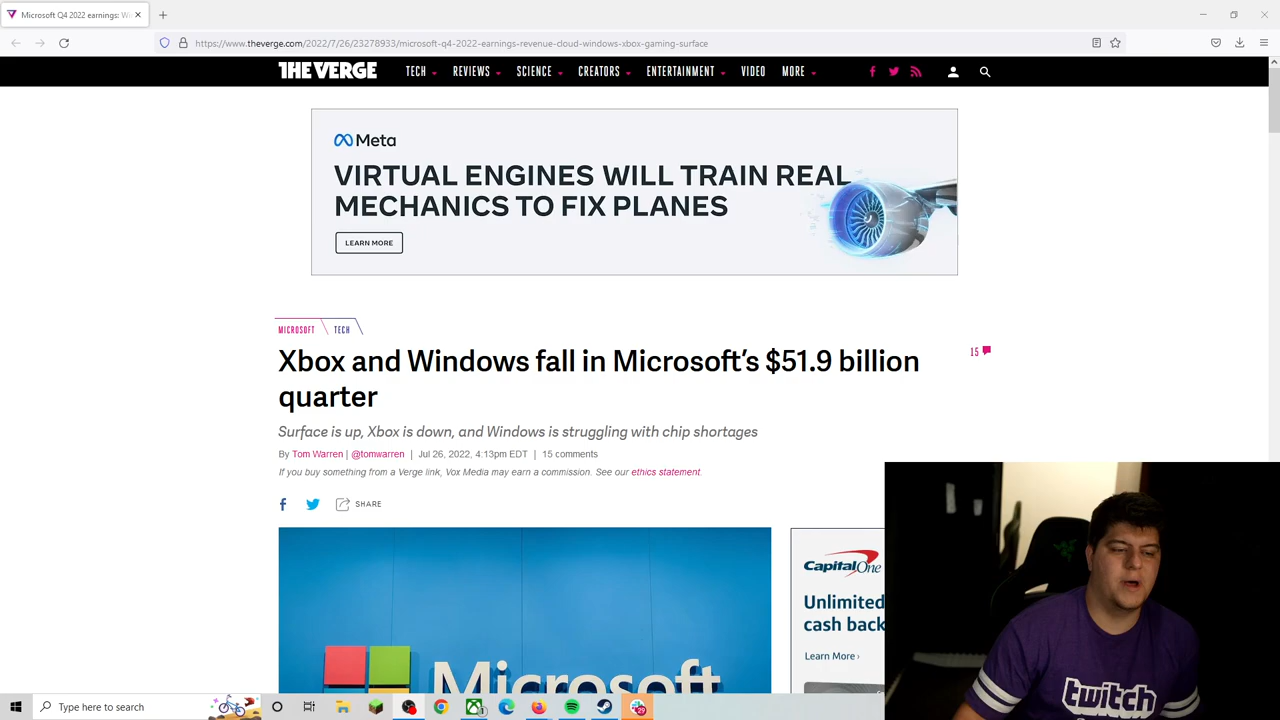 Microsoft Q4 2022 earnings: Wi
https://www.theverge.com/2022/7/26/23278933/microsoft-q4-2022-earnings-revenue-cloud-windows-xbox-gaming-surface
THE VERGE TECH REVIEWS SCIENCE CREATORS ENTERTAINMENT VIDEO MORE
Meta
VIRTUAL ENGINES WILL TRAIN REAL
MECHANICS TO FIX PLANES
LEARN MORE
MICROSOFT TECH
Xbox and Windows fall in Microsoft's $51.9 billion
quarter
15
Surface is up, Xbox is down, and Windows is struggling with chip shortages
By Tom Warren | @tomwarren | Jul 26, 2022, 4:13pm EDT | 15 comments
If you buy something from a Verge link, Vox Media may earn a commission. See our ethics statement.
SHARE
Microsoft
Capital One
Unlimited
cash back
Learn More ›
twitch
Type here to search